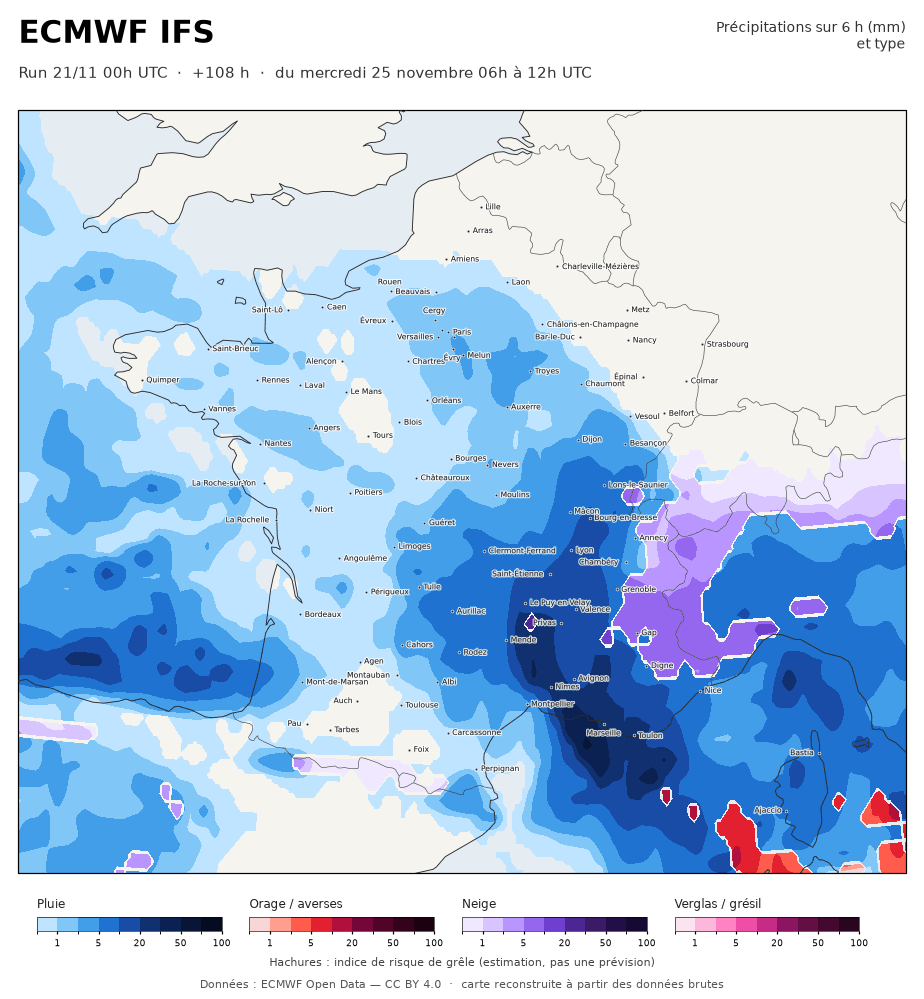 ECMWF IFS
Précipitations sur 6 h (mm)
et type
Run 21/11 00h UTC · +108 h · du mercredi 25 novembre 06h à 12h UTC
Lille
Arras
Amiens
Charleville-Mézières
Rouen
Laon
Beauvais
Saint-Lô
Caen
Cergy
Metz
Évreux
Châlons-en-Champagne
Versailles
Paris
Bar-le-Duc
Nancy
Strasbourg
Saint-Brieuc
Alençon
Chartres
Évry
Melun
Quimper
Rennes
Laval
Troyes
Épinal
Colmar
Chaumont
Le Mans
Orléans
Auxerre
Vannes
Belfort
Vesoul
Angers
Blois
Tours
Nantes
Dijon
Besançon
Bourges
Nevers
La Roche-sur-Yon
Châteauroux
Lons-le-Saunier
Poitiers
Moulins
Niort
Mâcon
La Rochelle
Guéret
Bourg-en-Bresse
Annecy
Limoges
Clermont-Ferrand
Lyon
Angoulême
Chambéry
Saint-Étienne
Périgueux
Tulle
Grenoble
Le Puy-en-Velay
Bordeaux
Aurillac
Valence
Privas
Gap
Cahors
Mende
Rodez
Agen
Digne
Montauban
Mont-de-Marsan
Albi
Avignon
Nîmes
Nice
Auch
Toulouse
Montpellier
Pau
Tarbes
Carcassonne
Marseille
Toulon
Foix
Bastia
Perpignan
Ajaccio
Pluie
Orage / averses
Neige
Verglas / grésil
1 5 20 50 100
1 5 20 50 100
1 5 20 50 100
1 5 20 50 100
Hachures : indice de risque de grêle (estimation, pas une prévision)
Données : ECMWF Open Data — CC BY 4.0 · carte reconstruite à partir des données brutes